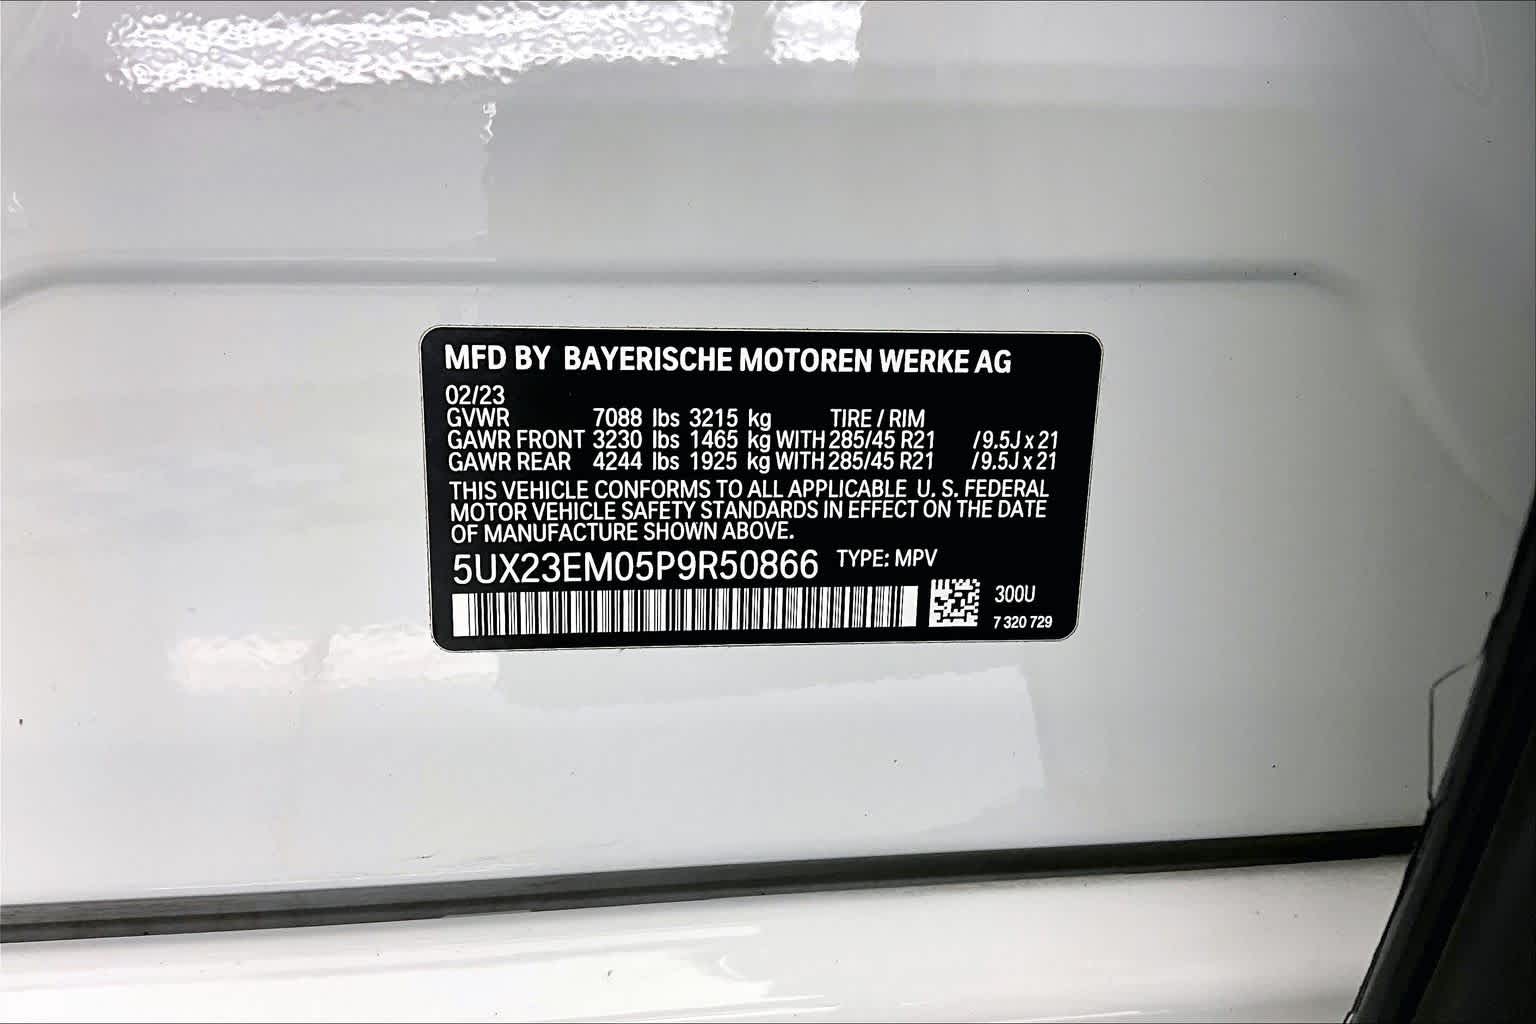 MFD BY BAYERISCHE MOTOREN WERKE AG
02/23
GVWR 7088 lbs 3215 kg TIRE / RIM
GAWR FRONT 3230 lbs 1465 kg WITH 285/45 R21 /9.5J x 21
GAWR REAR 4244 lbs 1925 kg WITH 285/45 R21 /9.5J x 21
THIS VEHICLE CONFORMS TO ALL APPLICABLE U. S. FEDERAL
MOTOR VEHICLE SAFETY STANDARDS IN EFFECT ON THE DATE
OF MANUFACTURE SHOWN ABOVE.
5UX23EM05P9R50866 TYPE: MPV
300U
7 320 729